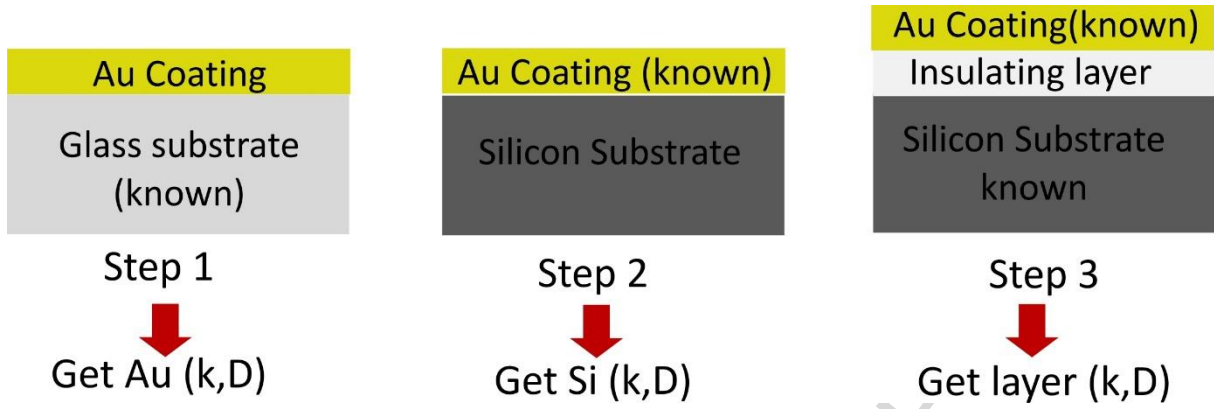 Au Coating
Glass substrate
(known)
Step 1
Get Au (k,D)
Au Coating (known)
Silicon Substrate
Step 2
Get Si (k,D)
Au Coating(known)
Insulating layer
Silicon Substrate
known
Step 3
Get layer (k,D)